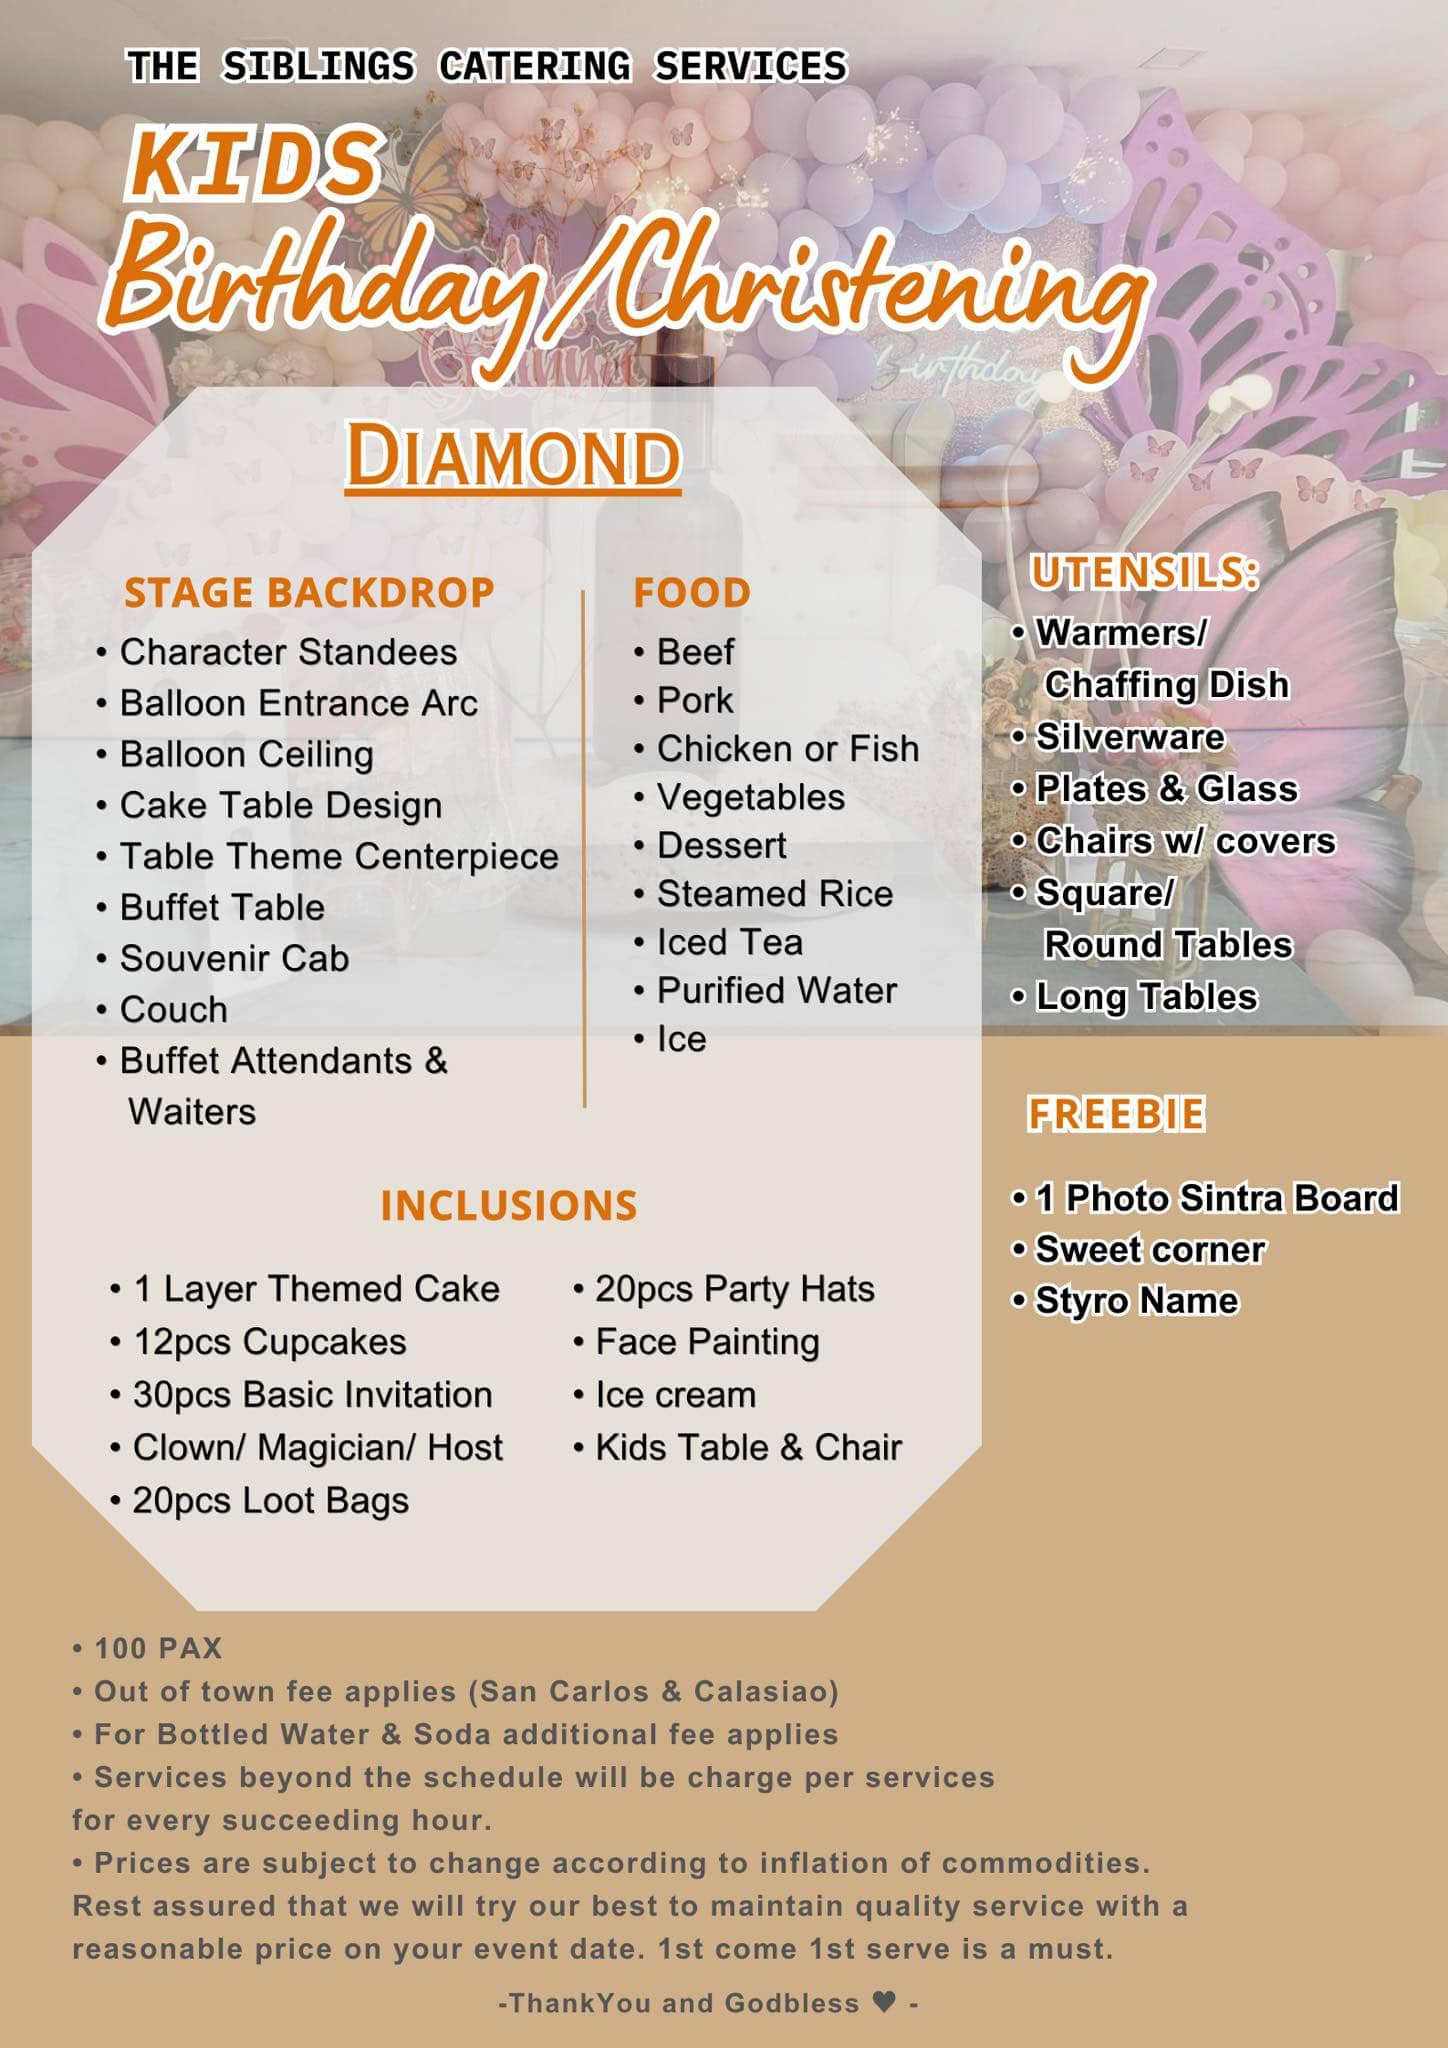 THE SIBLINGS CATERING SERVICES
KIDS
Birthday/Christening
Birthday
DIAMOND
STAGE BACKDROP
• Character Standees
• Balloon Entrance Arc
• Balloon Ceiling
• Cake Table Design
• Table Theme Centerpiece
• Buffet Table
• Souvenir Cab
• Couch
• Buffet Attendants &
Waiters
FOOD
• Beef
• Pork
• Chicken or Fish
• Vegetables
• Dessert
• Steamed Rice
• Iced Tea
• Purified Water
• Ice
UTENSILS:
• Warmers/
Chaffing Dish
• Silverware
• Plates & Glass
• Chairs w/ covers
• Square/
Round Tables
• Long Tables
FREEBIE
• 1 Photo Sintra Board
• Sweet corner
• Styro Name
INCLUSIONS
• 1 Layer Themed Cake
• 12pcs Cupcakes
• 30pcs Basic Invitation
• Clown/ Magician/ Host
• 20pcs Loot Bags
• 20pcs Party Hats
• Face Painting
• Ice cream
• Kids Table & Chair
• 100 PAX
• Out of town fee applies (San Carlos & Calasiao)
• For Bottled Water & Soda additional fee applies
• Services beyond the schedule will be charge per services
for every succeeding hour.
• Prices are subject to change according to inflation of commodities.
Rest assured that we will try our best to maintain quality service with a
reasonable price on your event date. 1st come 1st serve is a must.
-ThankYou and Godbless ♥ -